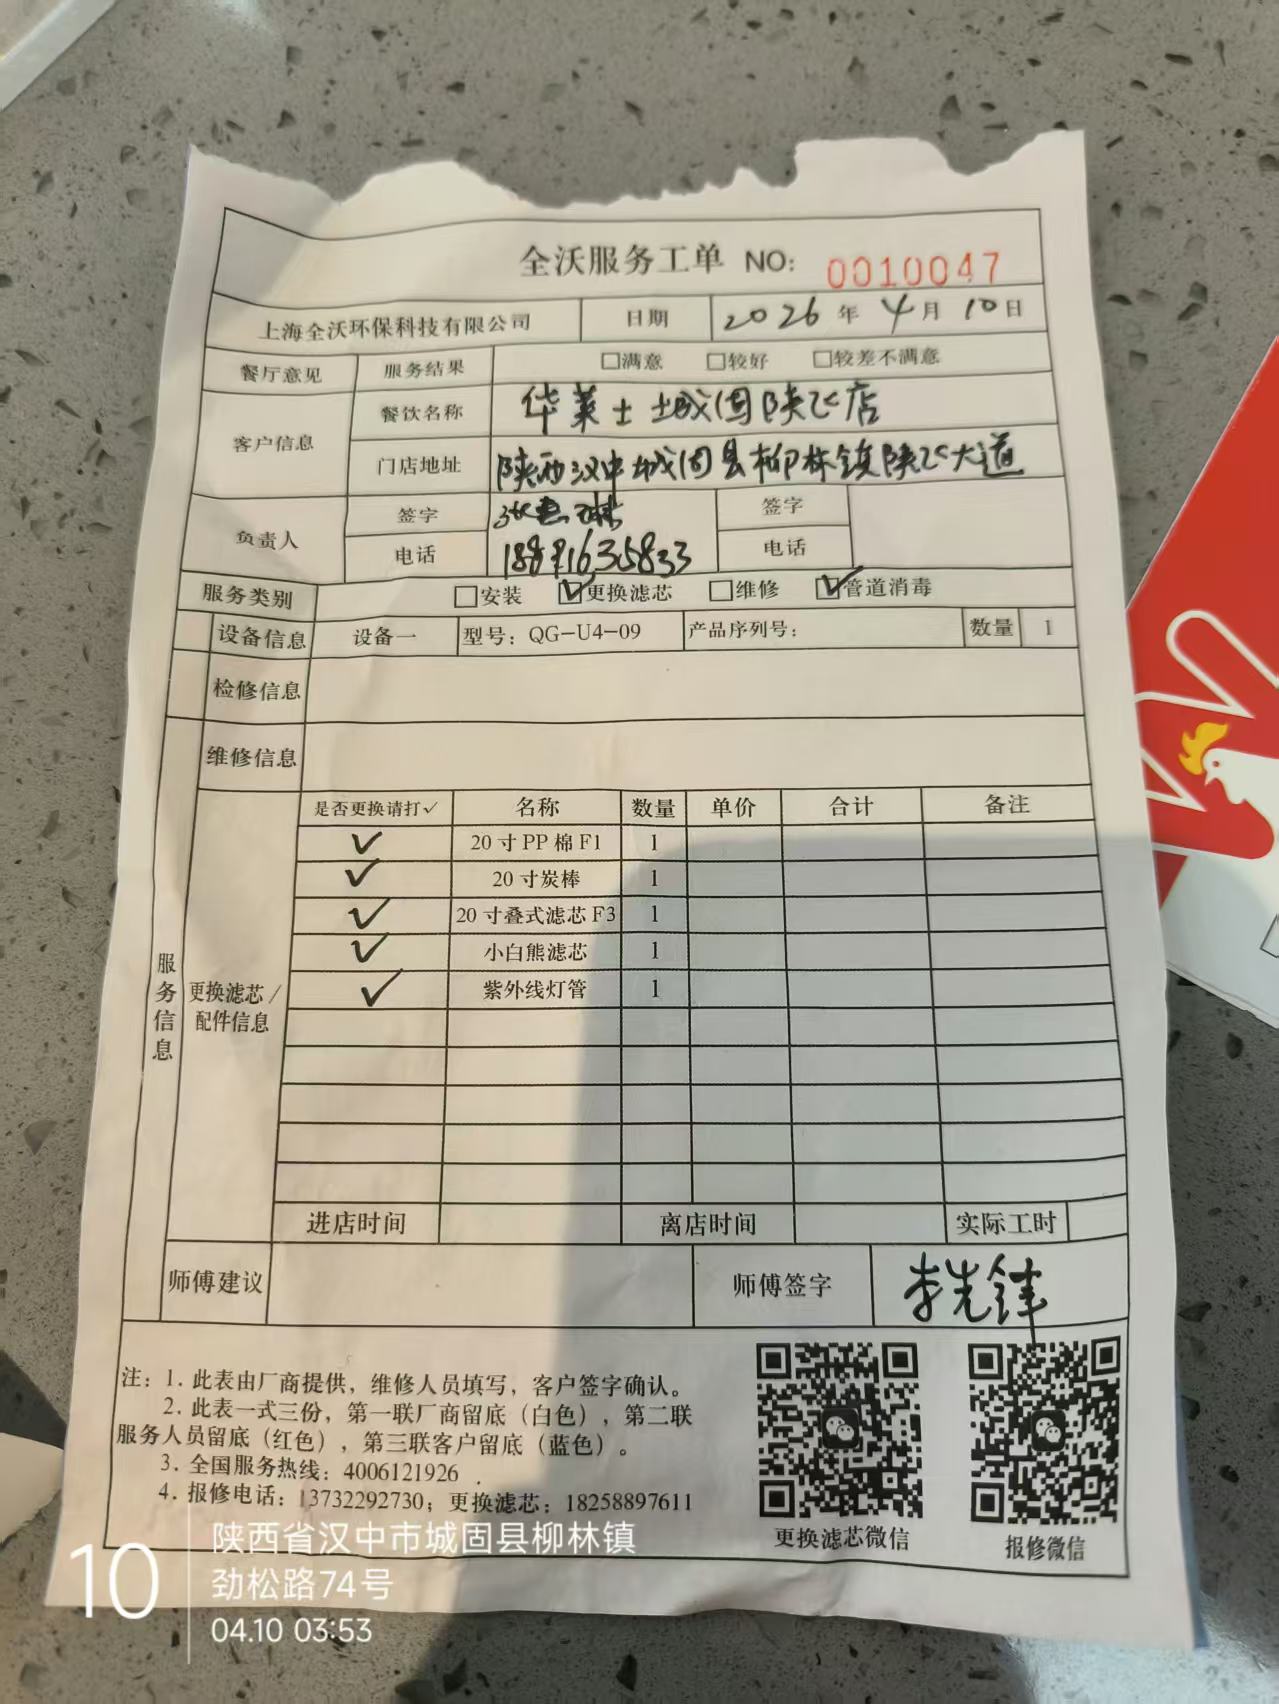 全沃服务工单 NO: 0010047
上海全沃环保科技有限公司 日期 2026年4月10日
餐厅意见 服务结果 □满意 □较好 □较差不满意
客户信息 餐饮名称 华莱士城固陕飞店
门店地址 陕西汉中城固县柳林镇陕飞大道
负责人 签字 签字
电话 电话
服务类别 □安装 ☑更换滤芯 □维修 ☑管道消毒
设备信息 设备一 型号：QG-U4-09 产品序列号： 数量 1
检修信息
维修信息
服务信息
更换滤芯/配件信息
是否更换请打✓ 名称 数量 单价 合计 备注
✓ 20寸PP棉F1 1
✓ 20寸炭棒 1
✓ 20寸叠式滤芯F3 1
✓ 小白熊滤芯 1
✓ 紫外线灯管 1
进店时间 离店时间 实际工时
师傅建议 师傅签字 李先锋
注：1. 此表由厂商提供，维修人员填写，客户签字确认。
2. 此表一式三份，第一联厂商留底（白色），第二联
服务人员留底（红色），第三联客户留底（蓝色）。
3. 全国服务热线：4006121926 .
4. 报修电话：13732292730；更换滤芯：18258897611
更换滤芯微信 报修微信
10
陕西省汉中市城固县柳林镇
劲松路74号
04.10 03:53